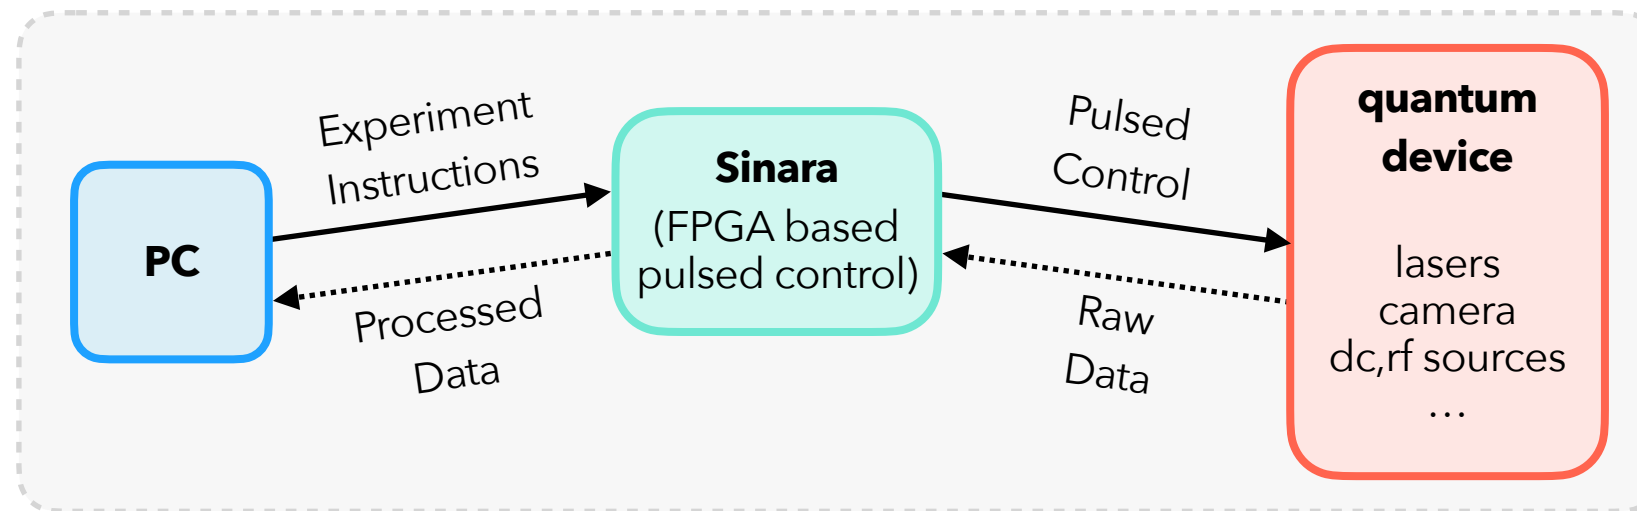 PC
Experiment
Instructions
Processed
Data
Sinara
(FPGA based
pulsed control)
Pulsed
Control
Raw
Data
quantum
device
lasers
camera
dc,rf sources
...